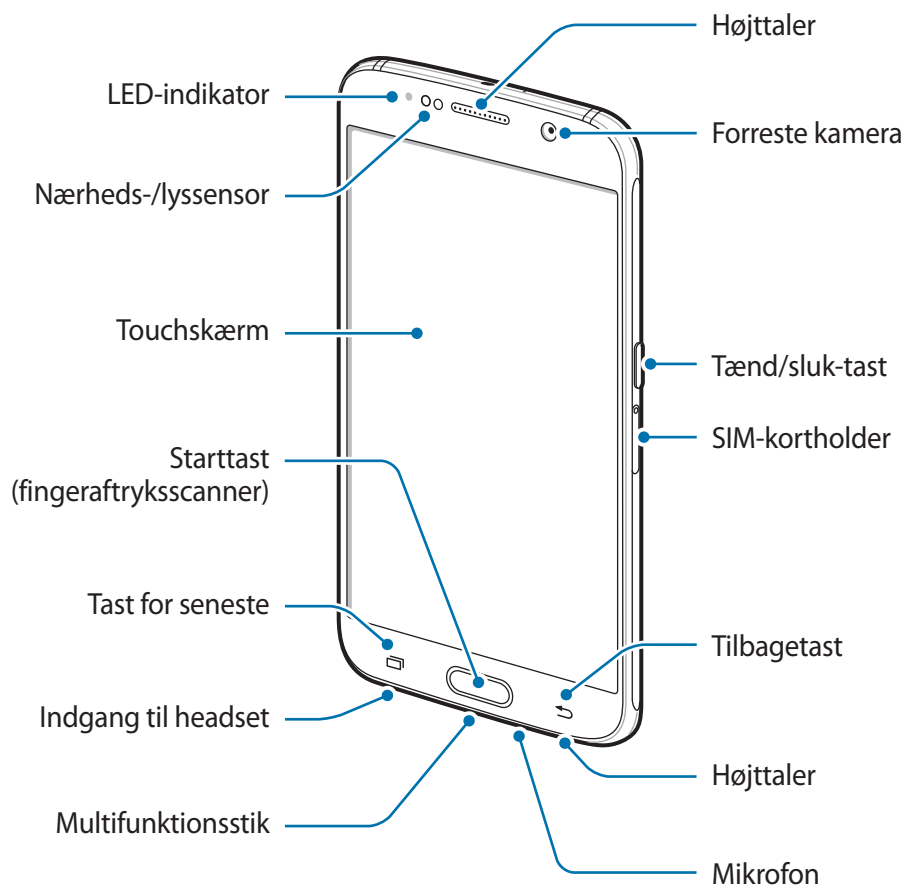 Højttaler
LED-indikator
Forreste kamera
Nærheds-/lyssensor
Touchskærm
Tænd/sluk-tast
SIM-kortholder
Starttast
(fingeraftryksscanner)
Tast for seneste
Tilbagetast
Indgang til headset
Højttaler
Multifunktionsstik
Mikrofon